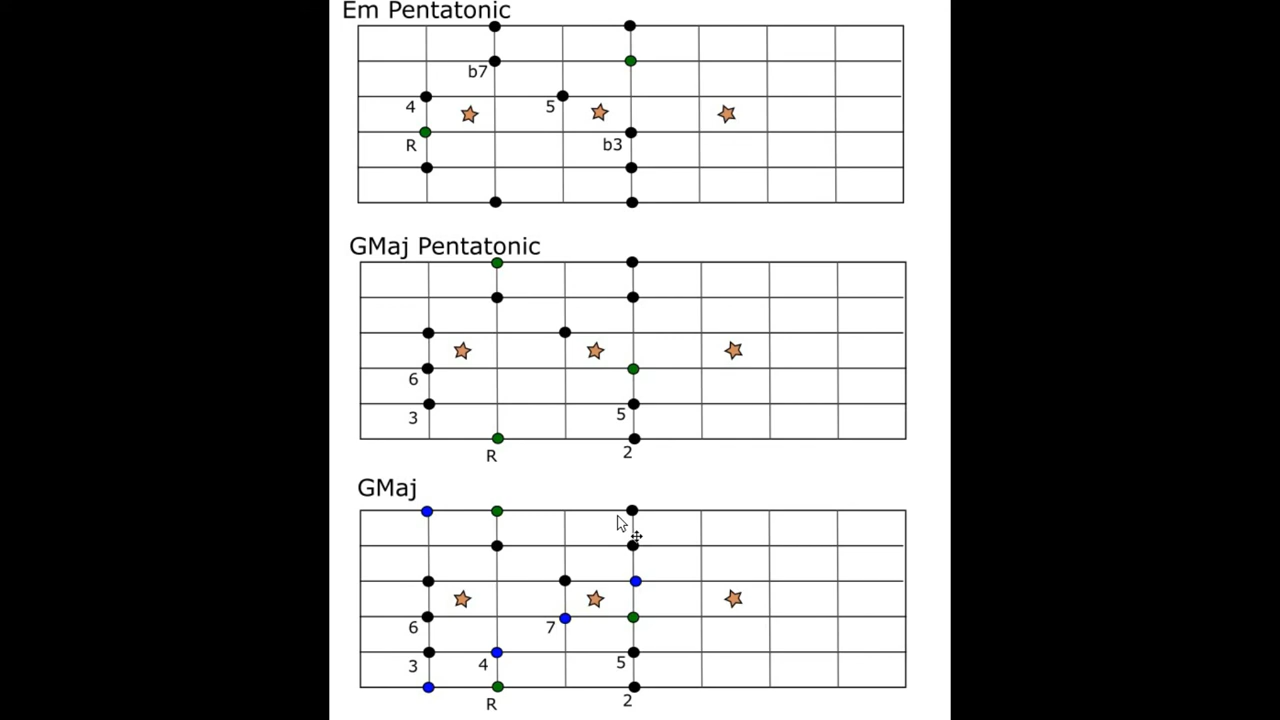 Em Pentatonic
b7
4 5
R b3
GMaj Pentatonic
6
3 5
R 2
GMaj
6 7
3 4 5
R 2